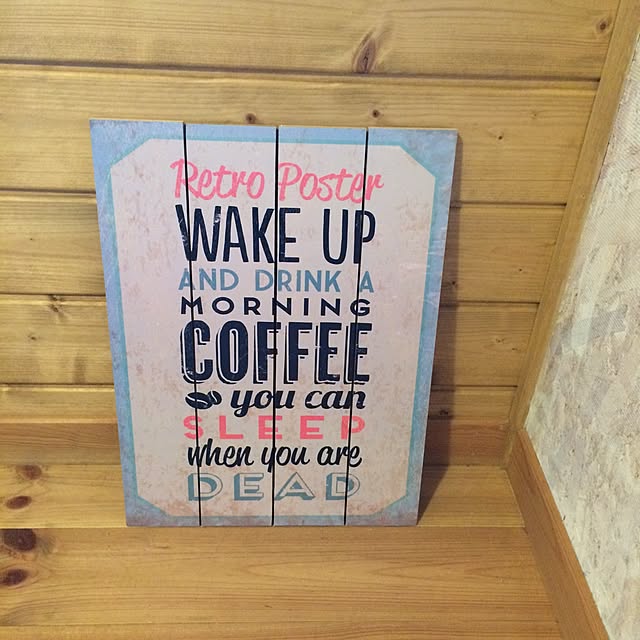 Retro Poster
WAKE UP
AND DRINK A
MORNING
COFFEE
you can
SLEEP
when you are
DEAD